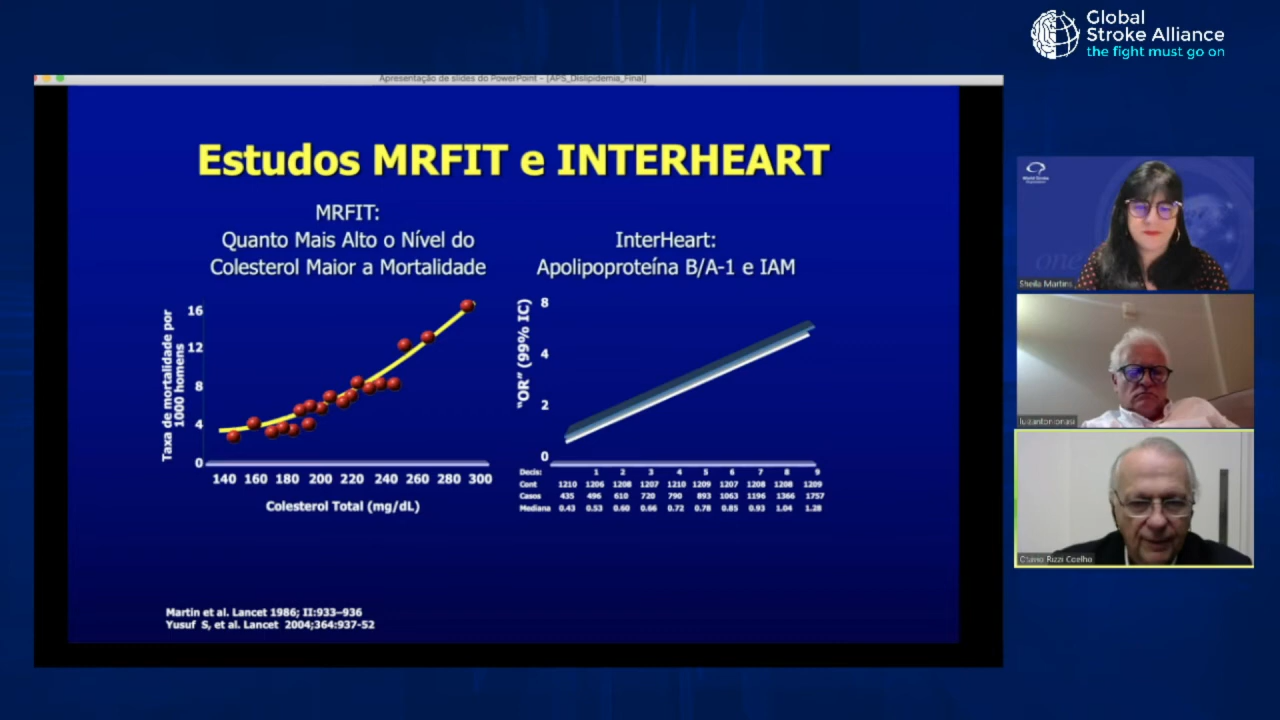 Global
Stroke Alliance
the fight must go on
Apresentação de slides do PowerPoint - [APS_Dislipidemia_Final]
Estudos MRFIT e INTERHEART
MRFIT:
Quanto Mais Alto o Nível do
Colesterol Maior a Mortalidade
Taxa de mortalidade por
1000 homens
16
12
8
4
0
140 160 180 200 220 240 260 280 300
Colesterol Total (mg/dL)
InterHeart:
Apolipoproteína B/A-1 e IAM
"OR" (99% IC)
8
4
2
0
Decis: 1 2 3 4 5 6 7 8 9
Cont 1210 1206 1208 1207 1210 1209 1207 1208 1208 1209
Casos 435 496 610 720 790 893 1063 1196 1366 1757
Mediana 0.43 0.53 0.60 0.66 0.72 0.78 0.85 0.93 1.04 1.28
Martin et al. Lancet 1986; II:933–936
Yusuf S, et al. Lancet 2004;364:937-52
World Stroke
Sheila Martins
luizantonionasi
Otavio Rizzi Coelho